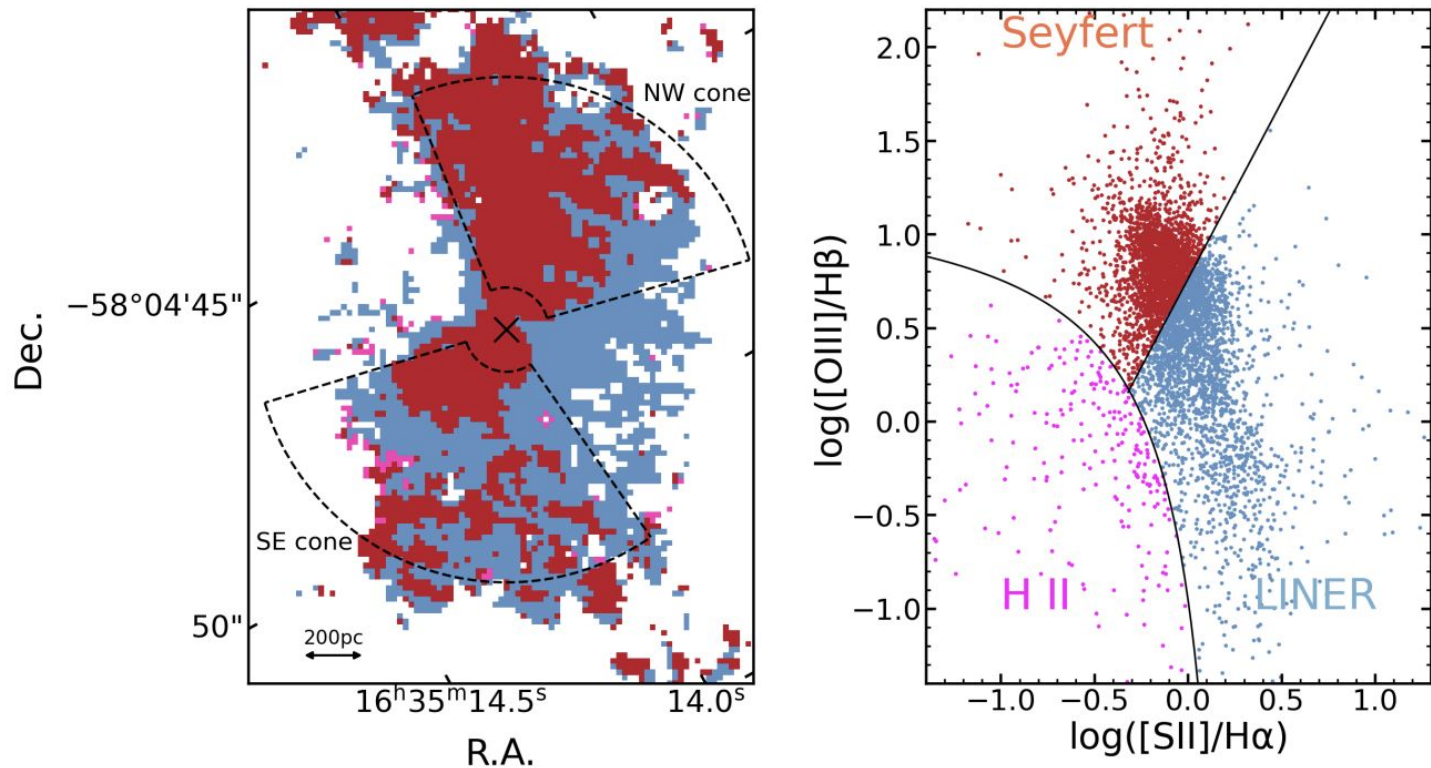 NW cone
−58°04'45"
Dec.
SE cone
50"
200pc
16ʰ35ᵐ14.5ˢ
14.0ˢ
R.A.
Seyfert
2.0
1.5
1.0
0.5
0.0
−0.5
−1.0
log([OIII]/Hβ)
H II
LINER
−1.0 −0.5 0.0 0.5 1.0
log([SII]/Hα)